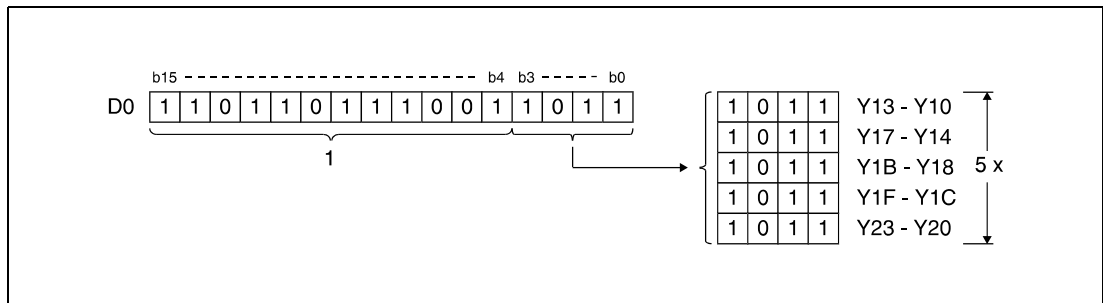 b15 b4 b3 b0
D0 1 1 0 1 1 0 1 1 1 0 0 1 1 0 1 1
1
1 0 1 1 Y13 - Y10
1 0 1 1 Y17 - Y14
1 0 1 1 Y1B - Y18 5 x
1 0 1 1 Y1F - Y1C
1 0 1 1 Y23 - Y20